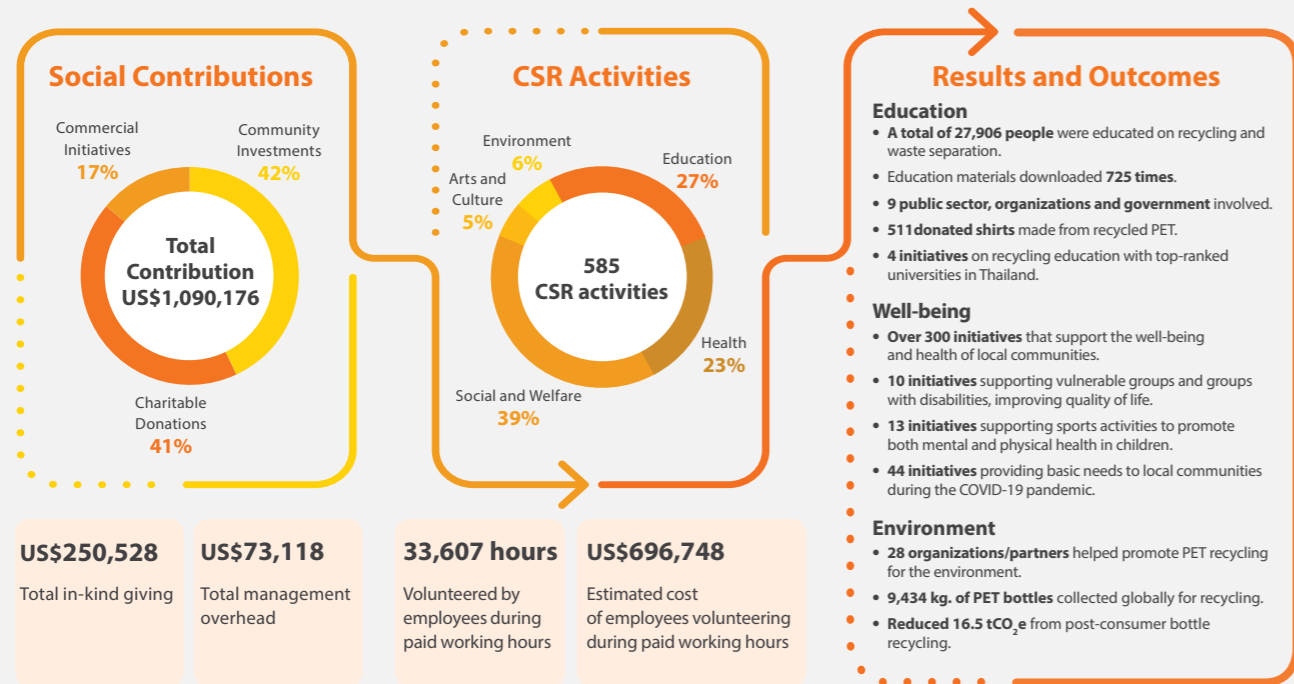 Social Contributions
Commercial
Initiatives
17%
Community
Investments
42%
Total
Contribution
US$1,090,176
Charitable
Donations
41%
US$250,528
Total in-kind giving
US$73,118
Total management
overhead
CSR Activities
Environment
6%
Education
27%
Arts and
Culture
5%
585
CSR activities
Health
23%
Social and Welfare
39%
33,607 hours
Volunteered by
employees during
paid working hours
US$696,748
Estimated cost
of employees volunteering
during paid working hours
Results and Outcomes
Education
• A total of 27,906 people were educated on recycling and
waste separation.
• Education materials downloaded 725 times.
• 9 public sector, organizations and government involved.
• 511donated shirts made from recycled PET.
• 4 initiatives on recycling education with top-ranked
universities in Thailand.
Well-being
• Over 300 initiatives that support the well-being
and health of local communities.
• 10 initiatives supporting vulnerable groups and groups
with disabilities, improving quality of life.
• 13 initiatives supporting sports activities to promote
both mental and physical health in children.
• 44 initiatives providing basic needs to local communities
during the COVID-19 pandemic.
Environment
• 28 organizations/partners helped promote PET recycling
for the environment.
• 9,434 kg. of PET bottles collected globally for recycling.
• Reduced 16.5 tCO₂e from post-consumer bottle
recycling.